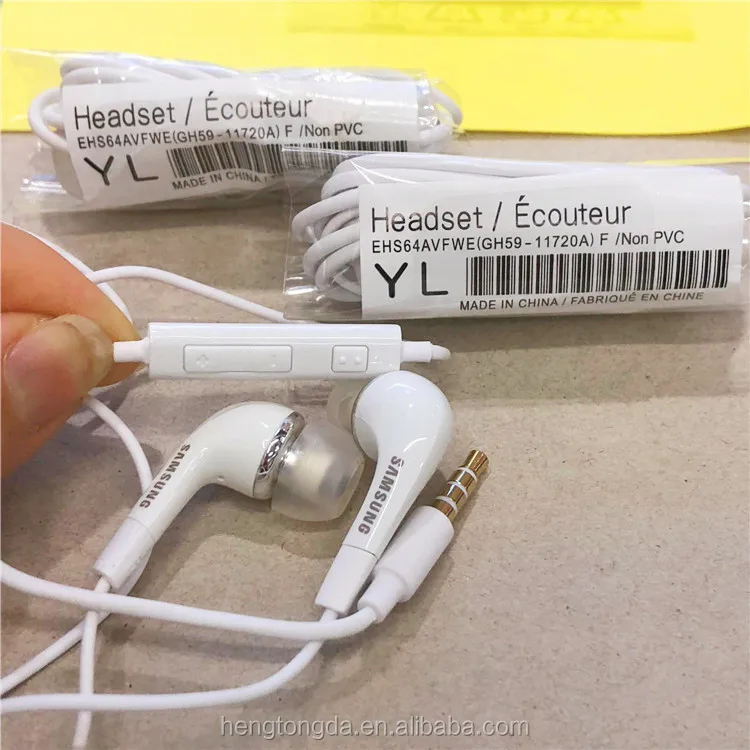 Headset / Écouteur
EHS64AVFWE(GH59-11720A) F /Non PVC
YL
MADE IN CHINA /
Headset / Écouteur
EHS64AVFWE(GH59-11720A) F /Non PVC
YL
MADE IN CHINA / FABRIQUÉ EN CHINE
SAMSUNG
SAMSUNG
hengtongda.en.alibaba.com